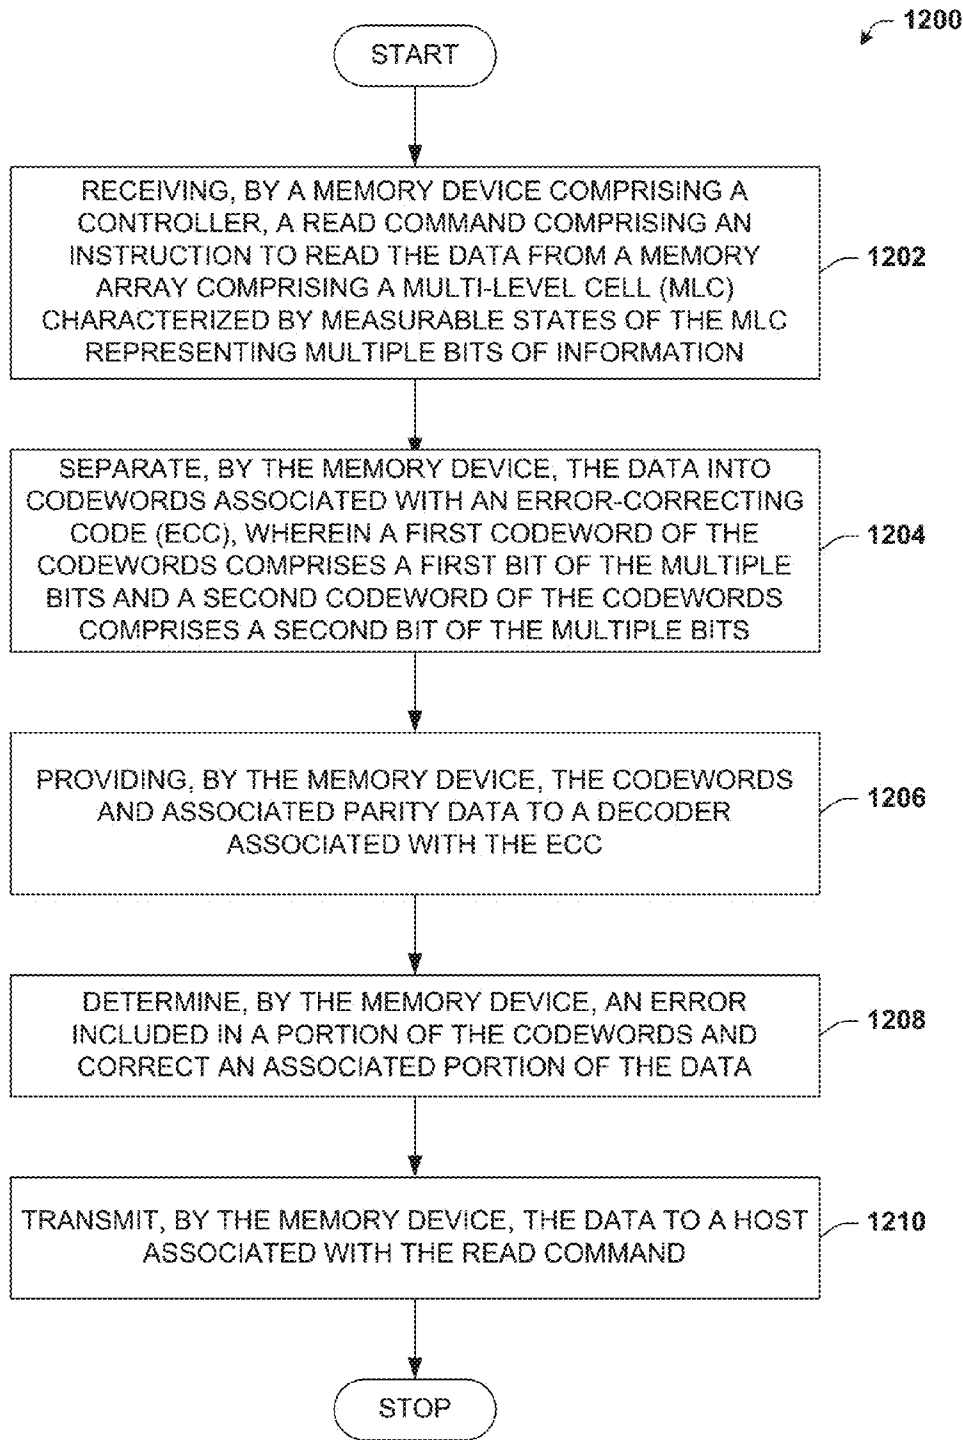 1200
START
RECEIVING, BY A MEMORY DEVICE COMPRISING A
CONTROLLER, A READ COMMAND COMPRISING AN
INSTRUCTION TO READ THE DATA FROM A MEMORY
ARRAY COMPRISING A MULTI-LEVEL CELL (MLC)
CHARACTERIZED BY MEASURABLE STATES OF THE MLC
REPRESENTING MULTIPLE BITS OF INFORMATION
1202
SEPARATE, BY THE MEMORY DEVICE, THE DATA INTO
CODEWORDS ASSOCIATED WITH AN ERROR-CORRECTING
CODE (ECC), WHEREIN A FIRST CODEWORD OF THE
CODEWORDS COMPRISES A FIRST BIT OF THE MULTIPLE
BITS AND A SECOND CODEWORD OF THE CODEWORDS
COMPRISES A SECOND BIT OF THE MULTIPLE BITS
1204
PROVIDING, BY THE MEMORY DEVICE, THE CODEWORDS
AND ASSOCIATED PARITY DATA TO A DECODER
ASSOCIATED WITH THE ECC
1206
DETERMINE, BY THE MEMORY DEVICE, AN ERROR
INCLUDED IN A PORTION OF THE CODEWORDS AND
CORRECT AN ASSOCIATED PORTION OF THE DATA
1208
TRANSMIT, BY THE MEMORY DEVICE, THE DATA TO A HOST
ASSOCIATED WITH THE READ COMMAND
1210
STOP